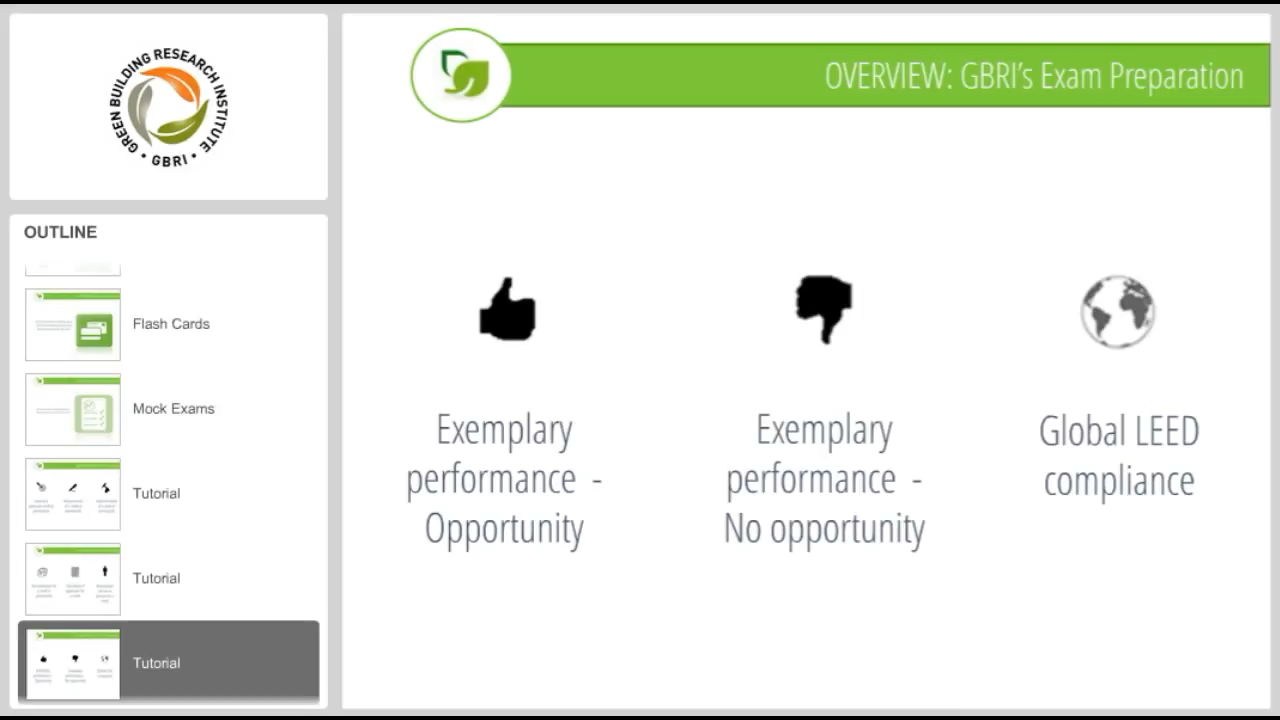 GREEN BUILDING RESEARCH INSTITUTE
• GBRI •
OUTLINE
Flash Cards
Mock Exams
Tutorial
Tutorial
Tutorial
OVERVIEW: GBRI's Exam Preparation
Exemplary
performance -
Opportunity
Exemplary
performance -
No opportunity
Global LEED
compliance